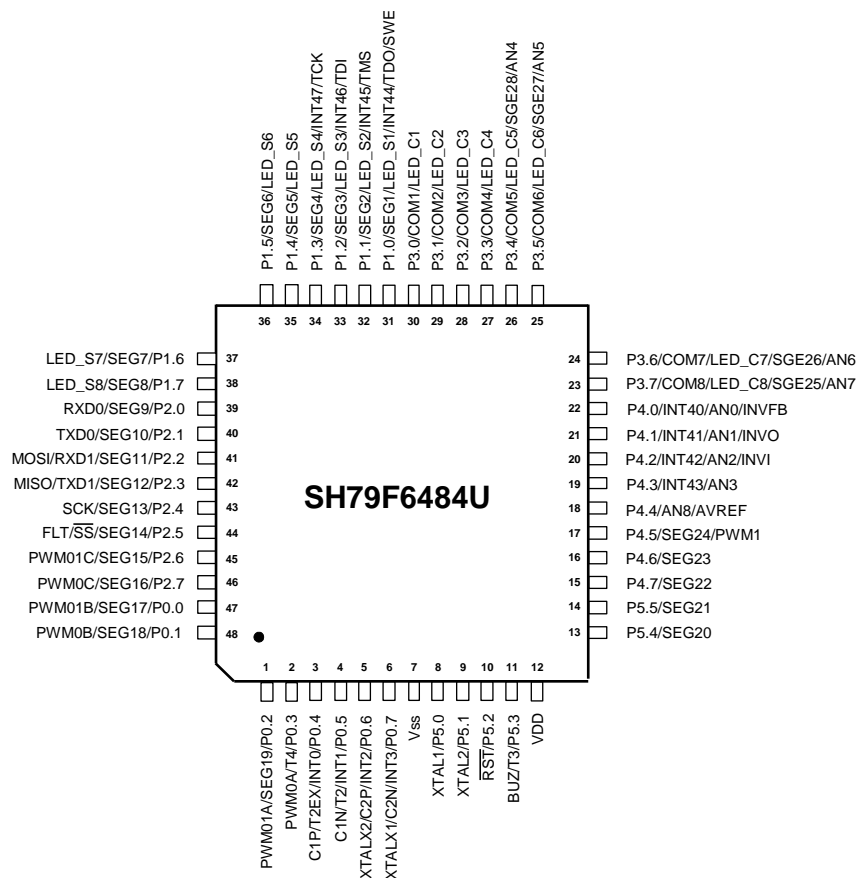 P1.5/SEG6/LED_S6
P1.4/SEG5/LED_S5
P1.3/SEG4/LED_S4/INT47/TCK
P1.2/SEG3/LED_S3/INT46/TDI
P1.1/SEG2/LED_S2/INT45/TMS
P1.0/SEG1/LED_S1/INT44/TDO/SWE
P3.0/COM1/LED_C1
P3.1/COM2/LED_C2
P3.2/COM3/LED_C3
P3.3/COM4/LED_C4
P3.4/COM5/LED_C5/SGE28/AN4
P3.5/COM6/LED_C6/SGE27/AN5
36 35 34 33 32 31 30 29 28 27 26 25
LED_S7/SEG7/P1.6 37
LED_S8/SEG8/P1.7 38
RXD0/SEG9/P2.0 39
TXD0/SEG10/P2.1 40
MOSI/RXD1/SEG11/P2.2 41
MISO/TXD1/SEG12/P2.3 42
SCK/SEG13/P2.4 43
FLT/SS/SEG14/P2.5 44
PWM01C/SEG15/P2.6 45
PWM0C/SEG16/P2.7 46
PWM01B/SEG17/P0.0 47
PWM0B/SEG18/P0.1 48
SH79F6484U
24 P3.6/COM7/LED_C7/SGE26/AN6
23 P3.7/COM8/LED_C8/SGE25/AN7
22 P4.0/INT40/AN0/INVFB
21 P4.1/INT41/AN1/INVO
20 P4.2/INT42/AN2/INVI
19 P4.3/INT43/AN3
18 P4.4/AN8/AVREF
17 P4.5/SEG24/PWM1
16 P4.6/SEG23
15 P4.7/SEG22
14 P5.5/SEG21
13 P5.4/SEG20
1 2 3 4 5 6 7 8 9 10 11 12
PWM01A/SEG19/P0.2
PWM0A/T4/P0.3
C1P/T2EX/INT0/P0.4
C1N/T2/INT1/P0.5
XTALX2/C2P/INT2/P0.6
XTALX1/C2N/INT3/P0.7
Vss
XTAL1/P5.0
XTAL2/P5.1
RST/P5.2
BUZ/T3/P5.3
VDD